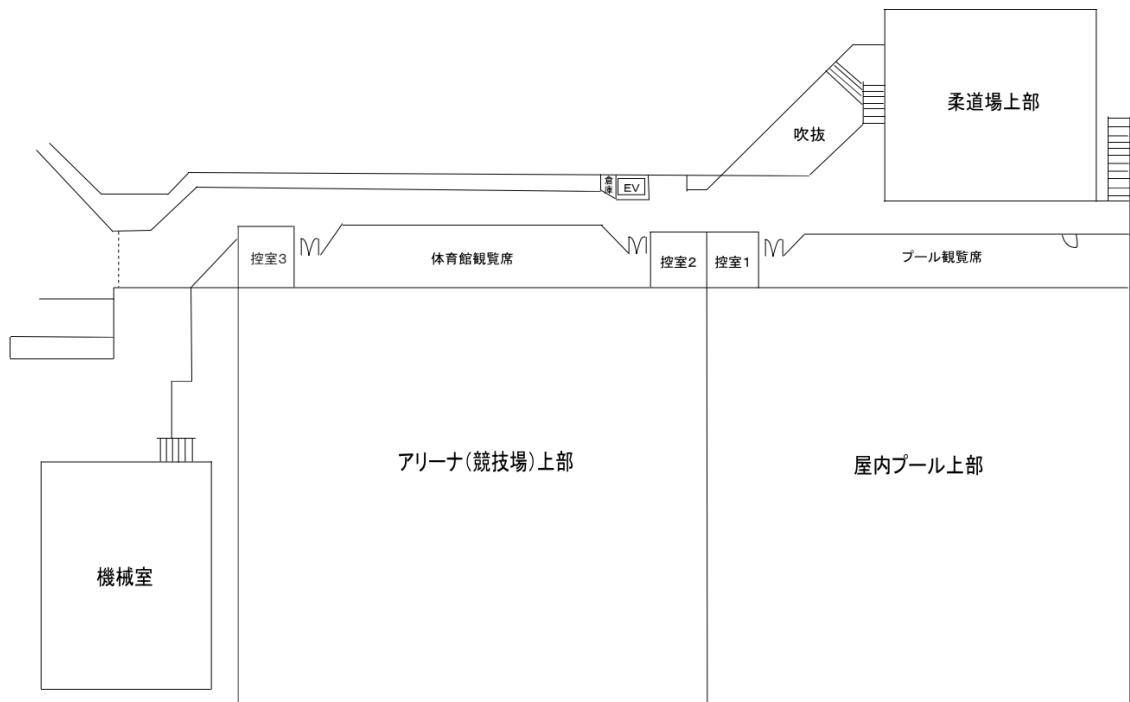 柔道場上部
吹抜
倉庫
EV
控室3
体育館観覧席
控室2
控室1
プール観覧席
アリーナ(競技場)上部
屋内プール上部
機械室